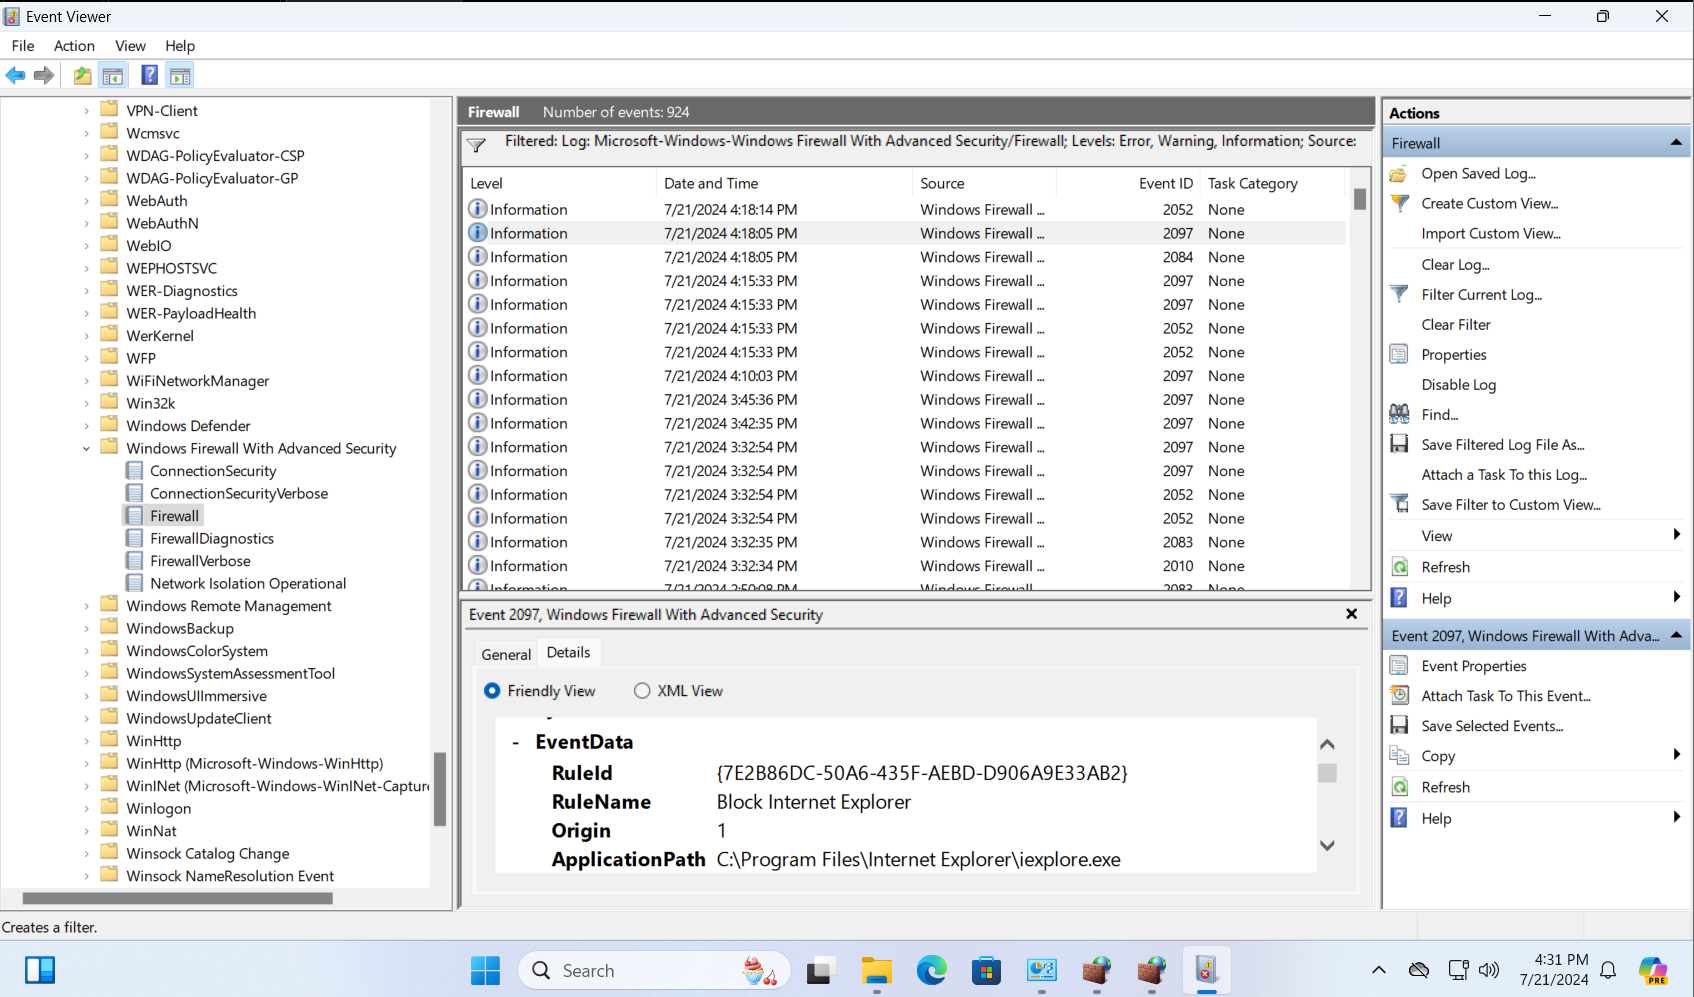 Event Viewer
File Action View Help
VPN-Client
Wcmsvc
WDAG-PolicyEvaluator-CSP
WDAG-PolicyEvaluator-GP
WebAuth
WebAuthN
WebIO
WEPHOSTSVC
WER-Diagnostics
WER-PayloadHealth
WerKernel
WFP
WiFiNetworkManager
Win32k
Windows Defender
Windows Firewall With Advanced Security
ConnectionSecurity
ConnectionSecurityVerbose
Firewall
FirewallDiagnostics
FirewallVerbose
Network Isolation Operational
Windows Remote Management
WindowsBackup
WindowsColorSystem
WindowsSystemAssessmentTool
WindowsUIImmersive
WindowsUpdateClient
WinHttp
WinHttp (Microsoft-Windows-WinHttp)
WinINet (Microsoft-Windows-WinINet-Capture
Winlogon
WinNat
Winsock Catalog Change
Winsock NameResolution Event
Firewall Number of events: 924
Filtered: Log: Microsoft-Windows-Windows Firewall With Advanced Security/Firewall; Levels: Error, Warning, Information; Source:
Level Date and Time Source Event ID Task Category
Information 7/21/2024 4:18:14 PM Windows Firewall ... 2052 None
Information 7/21/2024 4:18:05 PM Windows Firewall ... 2097 None
Information 7/21/2024 4:18:05 PM Windows Firewall ... 2084 None
Information 7/21/2024 4:15:33 PM Windows Firewall ... 2097 None
Information 7/21/2024 4:15:33 PM Windows Firewall ... 2097 None
Information 7/21/2024 4:15:33 PM Windows Firewall ... 2052 None
Information 7/21/2024 4:15:33 PM Windows Firewall ... 2052 None
Information 7/21/2024 4:10:03 PM Windows Firewall ... 2097 None
Information 7/21/2024 3:45:36 PM Windows Firewall ... 2097 None
Information 7/21/2024 3:42:35 PM Windows Firewall ... 2097 None
Information 7/21/2024 3:32:54 PM Windows Firewall ... 2097 None
Information 7/21/2024 3:32:54 PM Windows Firewall ... 2097 None
Information 7/21/2024 3:32:54 PM Windows Firewall ... 2052 None
Information 7/21/2024 3:32:54 PM Windows Firewall ... 2052 None
Information 7/21/2024 3:32:35 PM Windows Firewall ... 2083 None
Information 7/21/2024 3:32:34 PM Windows Firewall ... 2010 None
Information 7/21/2024 2:50:08 PM Windows Firewall ... 2083 None
Event 2097, Windows Firewall With Advanced Security
General Details
Friendly View XML View
- EventData
RuleId {7E2B86DC-50A6-435F-AEBD-D906A9E33AB2}
RuleName Block Internet Explorer
Origin 1
ApplicationPath C:\Program Files\Internet Explorer\iexplore.exe
Actions
Firewall
Open Saved Log...
Create Custom View...
Import Custom View...
Clear Log...
Filter Current Log...
Clear Filter
Properties
Disable Log
Find...
Save Filtered Log File As...
Attach a Task To this Log...
Save Filter to Custom View...
View
Refresh
Help
Event 2097, Windows Firewall With Adva...
Event Properties
Attach Task To This Event...
Save Selected Events...
Copy
Refresh
Help
Creates a filter.
Search
4:31 PM
7/21/2024
PRE